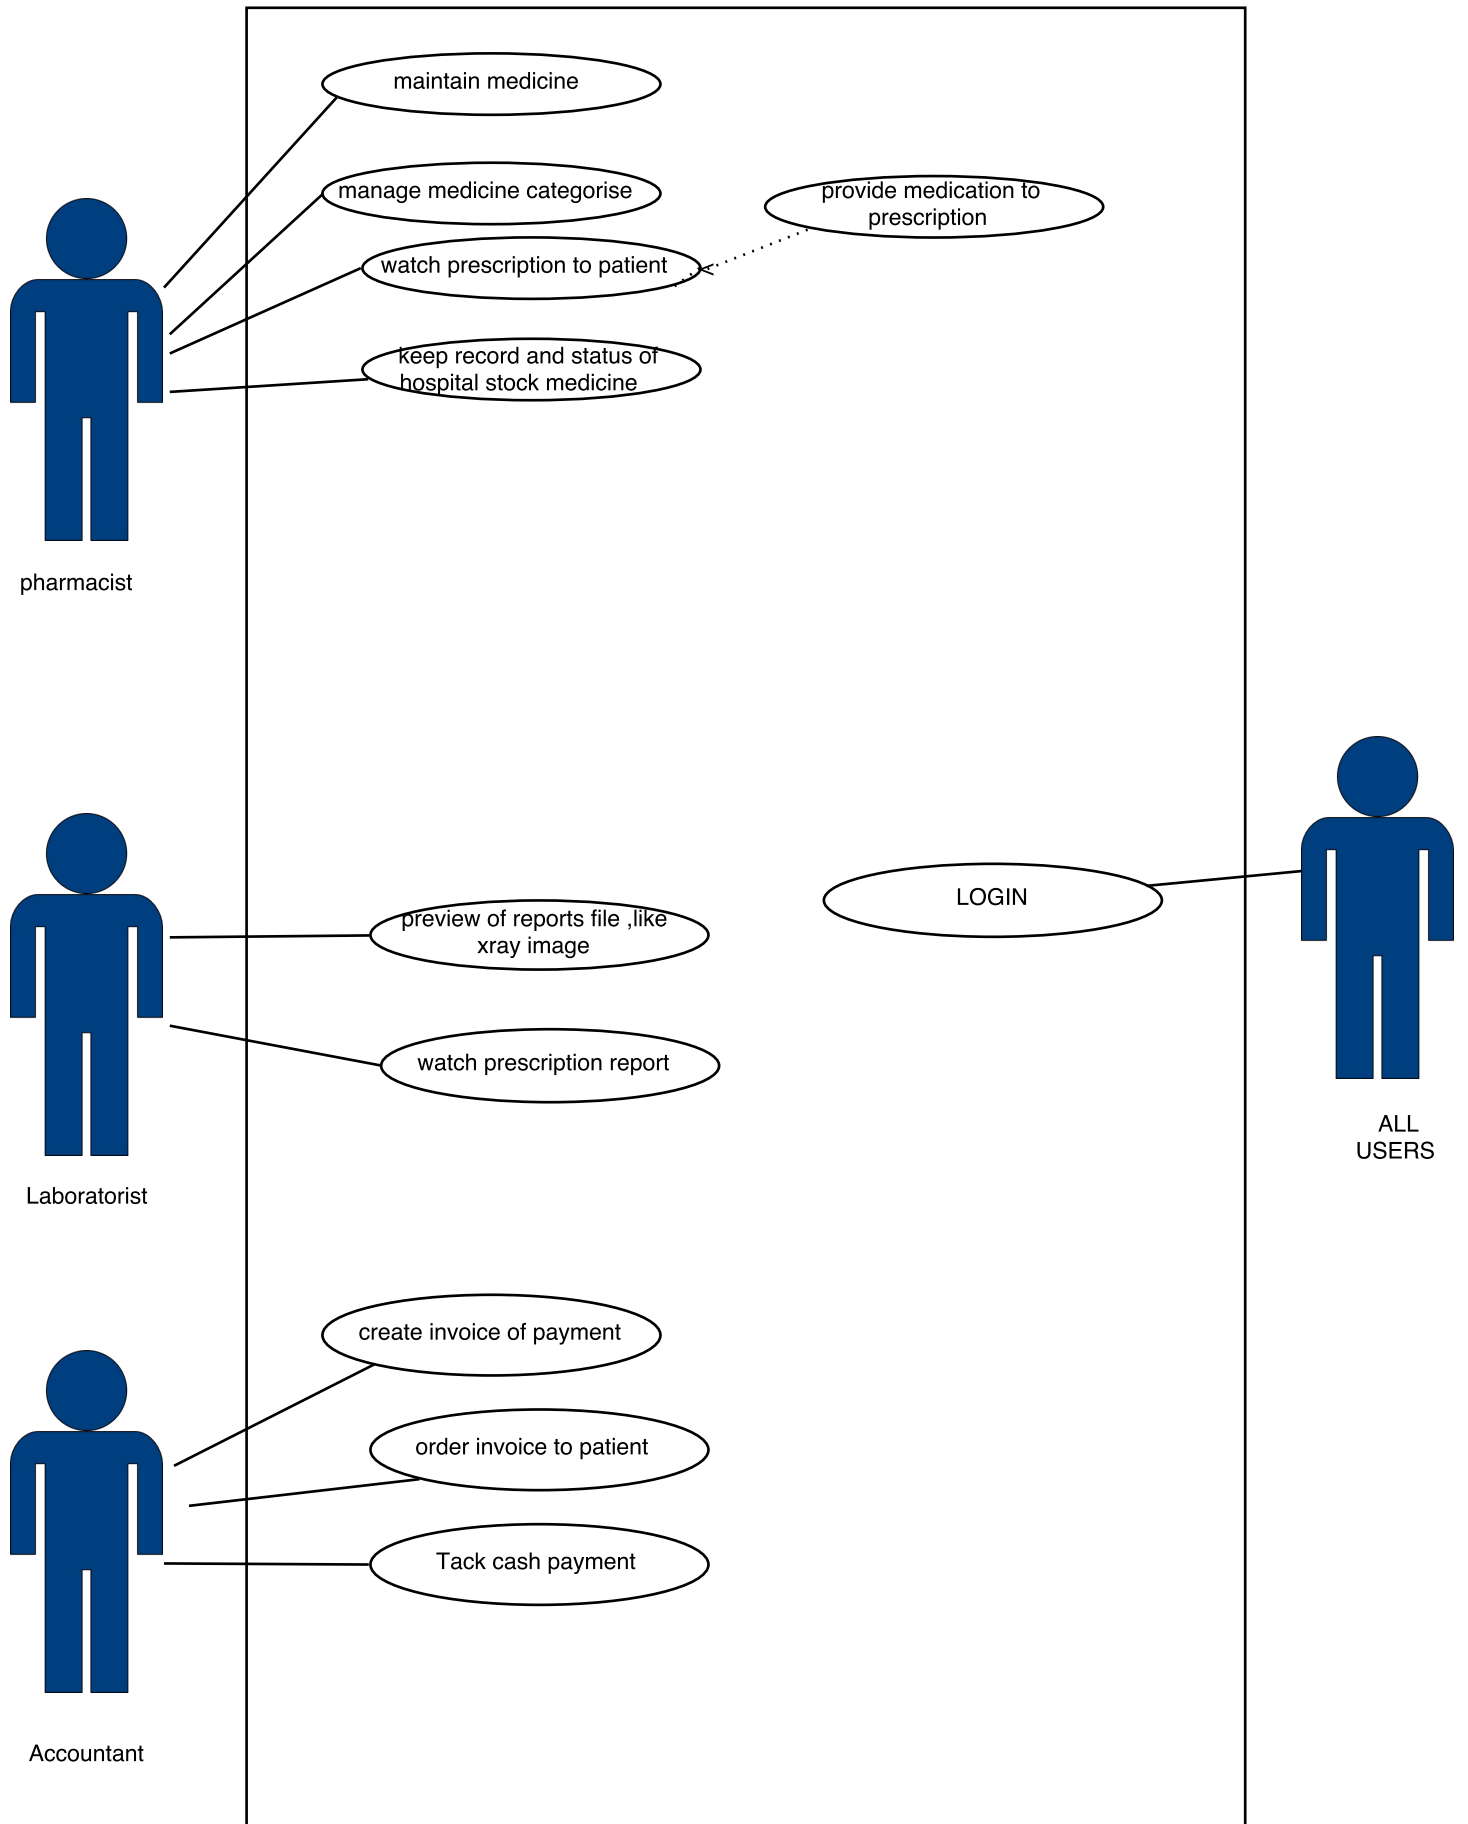 maintain medicine
manage medicine categorise
provide medication to
prescription
watch prescription to patient
keep record and status of
hospital stock medicine
pharmacist
preview of reports file ,like
xray image
LOGIN
watch prescription report
ALL
USERS
Laboratorist
create invoice of payment
order invoice to patient
Tack cash payment
Accountant